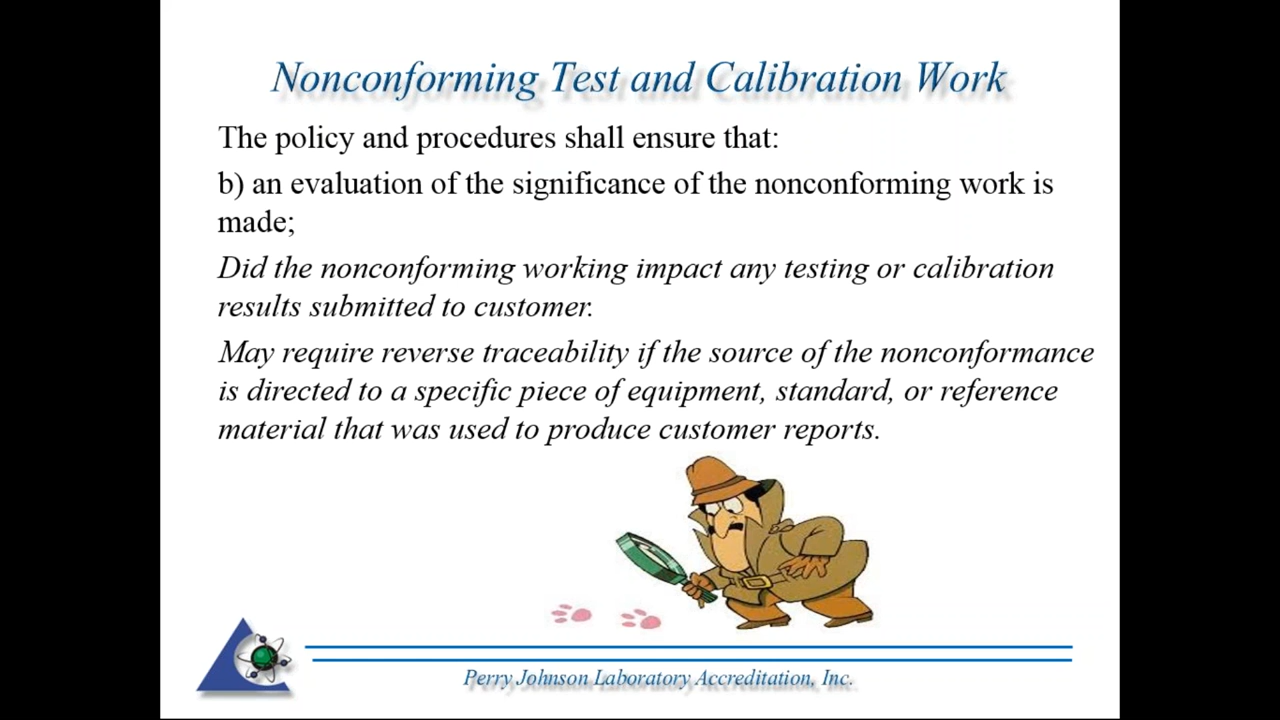 Nonconforming Test and Calibration Work
The policy and procedures shall ensure that:
b) an evaluation of the significance of the nonconforming work is
made;
Did the nonconforming working impact any testing or calibration
results submitted to customer.
May require reverse traceability if the source of the nonconformance
is directed to a specific piece of equipment, standard, or reference
material that was used to produce customer reports.
Perry Johnson Laboratory Accreditation, Inc.